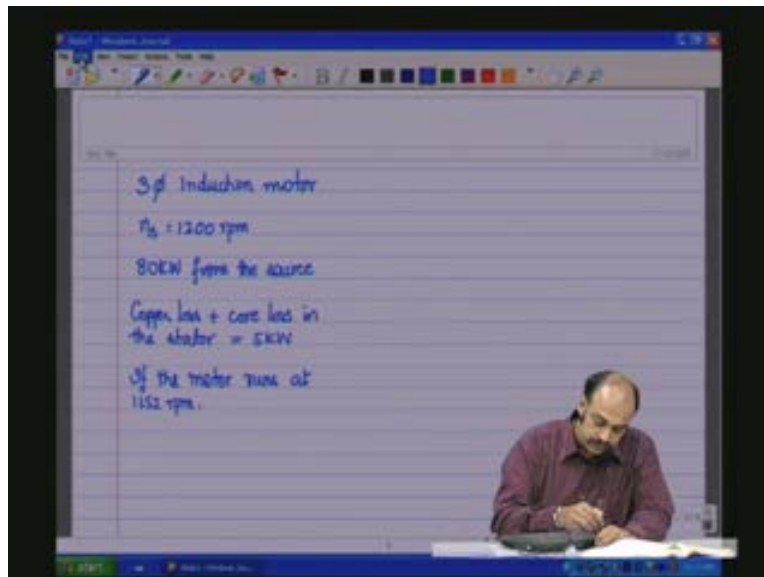 3φ Induction motor
ns = 1200 rpm
80KW from the source
Copper loss + core loss in
the stator = 5KW
If the motor runs at
1152 rpm.